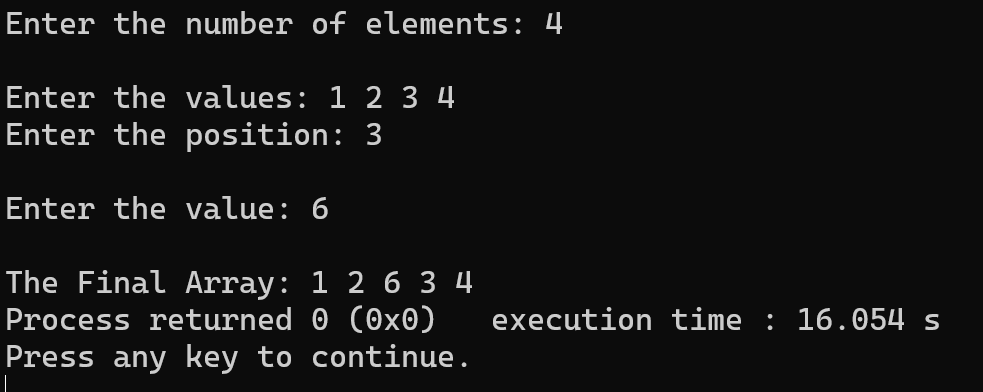 Enter the number of elements: 4
Enter the values: 1 2 3 4
Enter the position: 3
Enter the value: 6
The Final Array: 1 2 6 3 4
Process returned 0 (0x0)   execution time : 16.054 s
Press any key to continue.